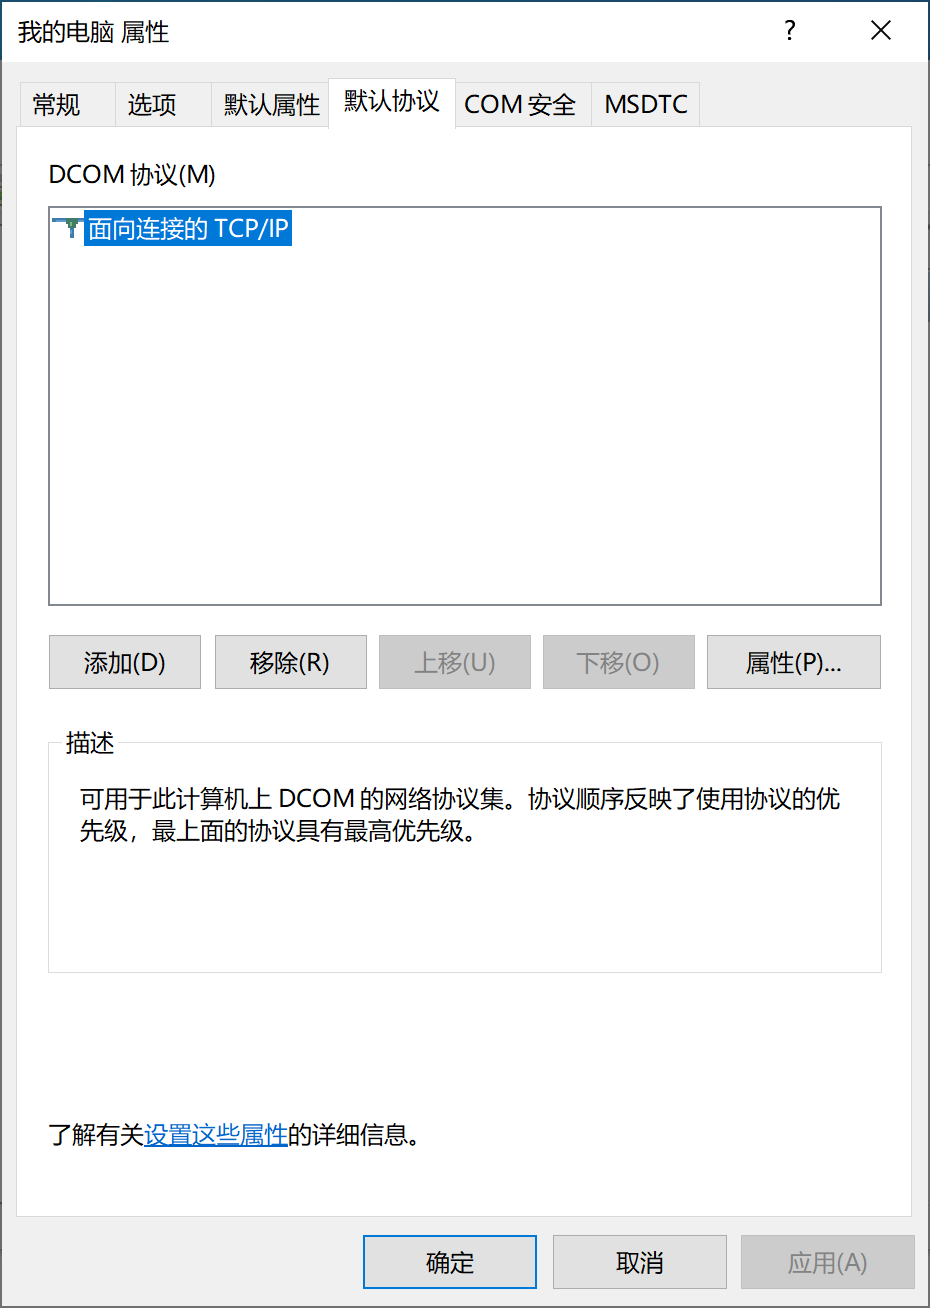 我的电脑 属性
?
常规
选项
默认属性
默认协议
COM 安全
MSDTC
DCOM 协议(M)
面向连接的 TCP/IP
添加(D)
移除(R)
上移(U)
下移(O)
属性(P)...
描述
可用于此计算机上 DCOM 的网络协议集。协议顺序反映了使用协议的优
先级，最上面的协议具有最高优先级。
了解有关设置这些属性的详细信息。
确定
取消
应用(A)